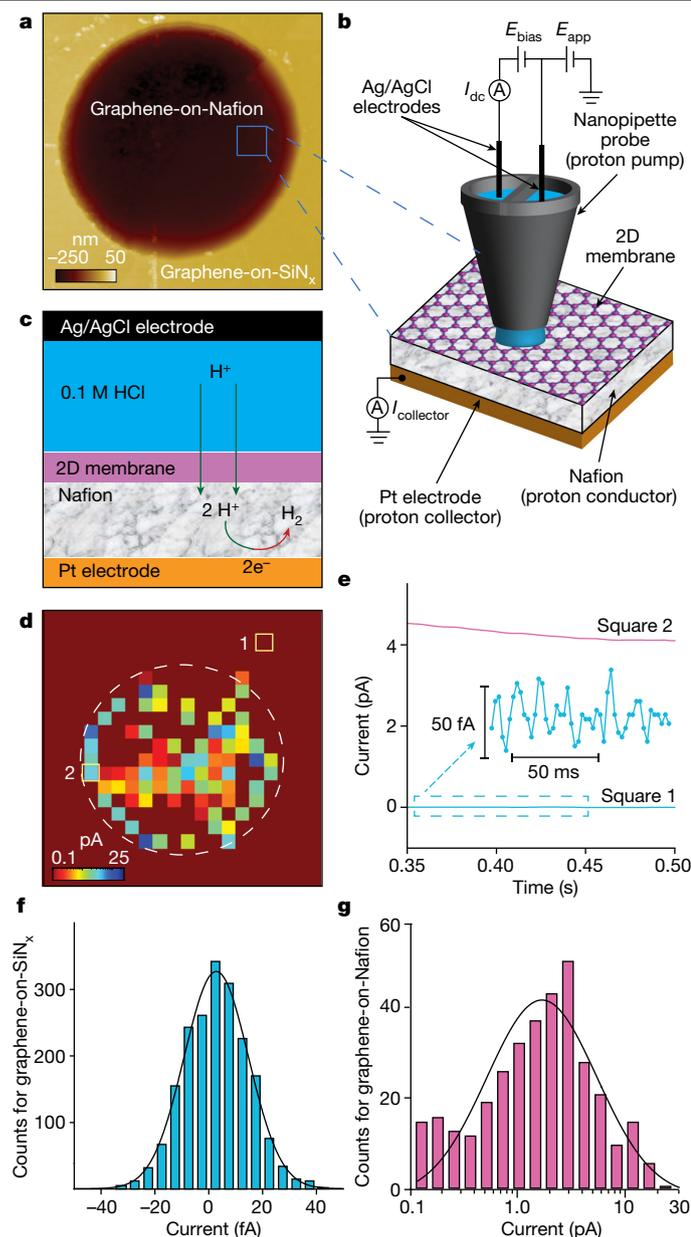 a
Graphene-on-Nafion
nm
−250 50
Graphene-on-SiNx
b
Ebias Eapp
Idc A
Ag/AgCl
electrodes
Nanopipette
probe
(proton pump)
2D
membrane
A Icollector
Pt electrode
(proton collector)
Nafion
(proton conductor)
c
Ag/AgCl electrode
H+
0.1 M HCl
2D membrane
Nafion
2 H+
H2
2e−
Pt electrode
d
1
2
pA
0.1 25
e
Current (pA)
4
2
0
Square 2
50 fA
50 ms
Square 1
0.35 0.40 0.45 0.50
Time (s)
f
Counts for graphene-on-SiNx
300
200
100
−40 −20 0 20 40
Current (fA)
g
Counts for graphene-on-Nafion
60
40
20
0
0.1 1.0 10 30
Current (pA)